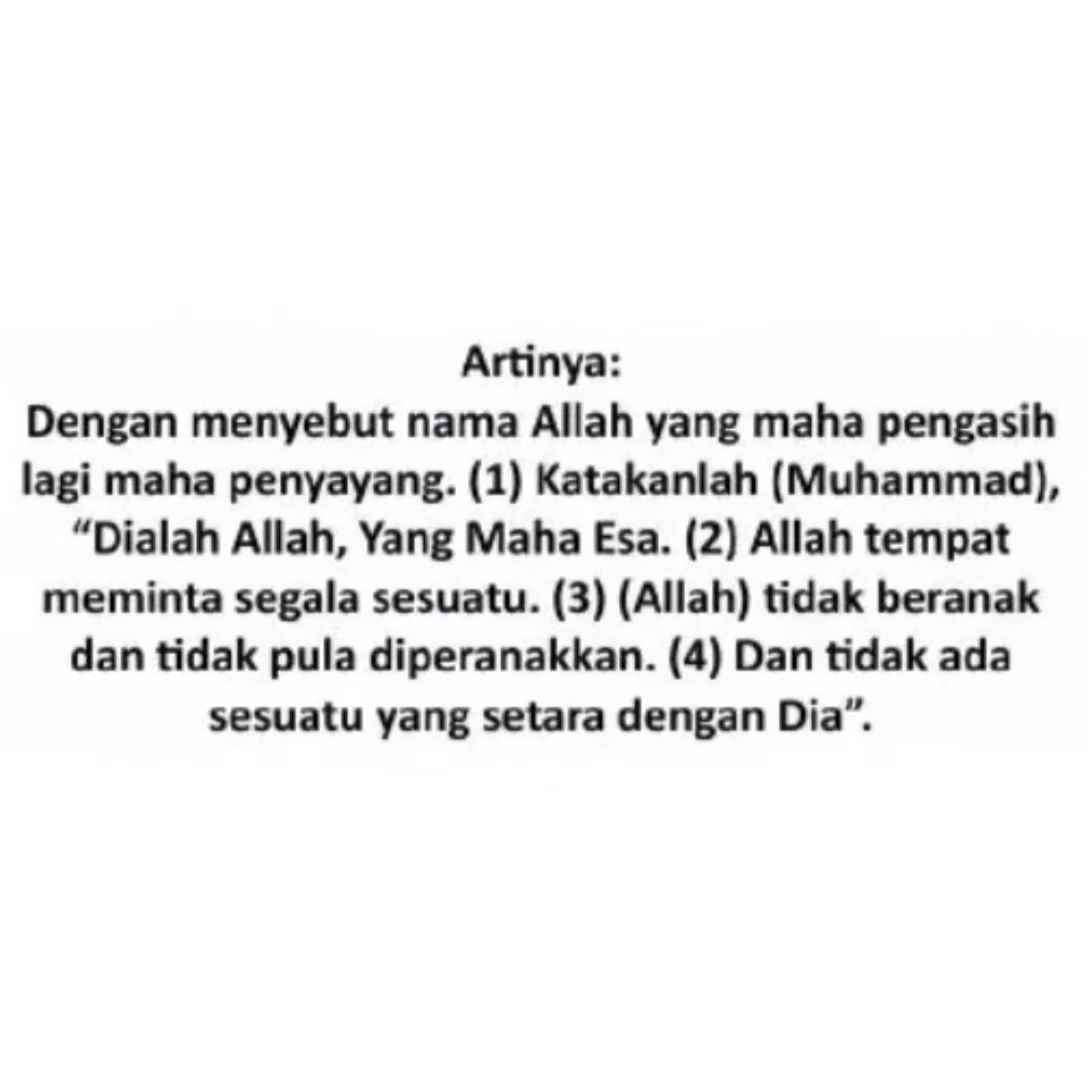 Artinya:
Dengan menyebut nama Allah yang maha pengasih
lagi maha penyayang. (1) Katakanlah (Muhammad),
“Dialah Allah, Yang Maha Esa. (2) Allah tempat
meminta segala sesuatu. (3) (Allah) tidak beranak
dan tidak pula diperanakkan. (4) Dan tidak ada
sesuatu yang setara dengan Dia”.